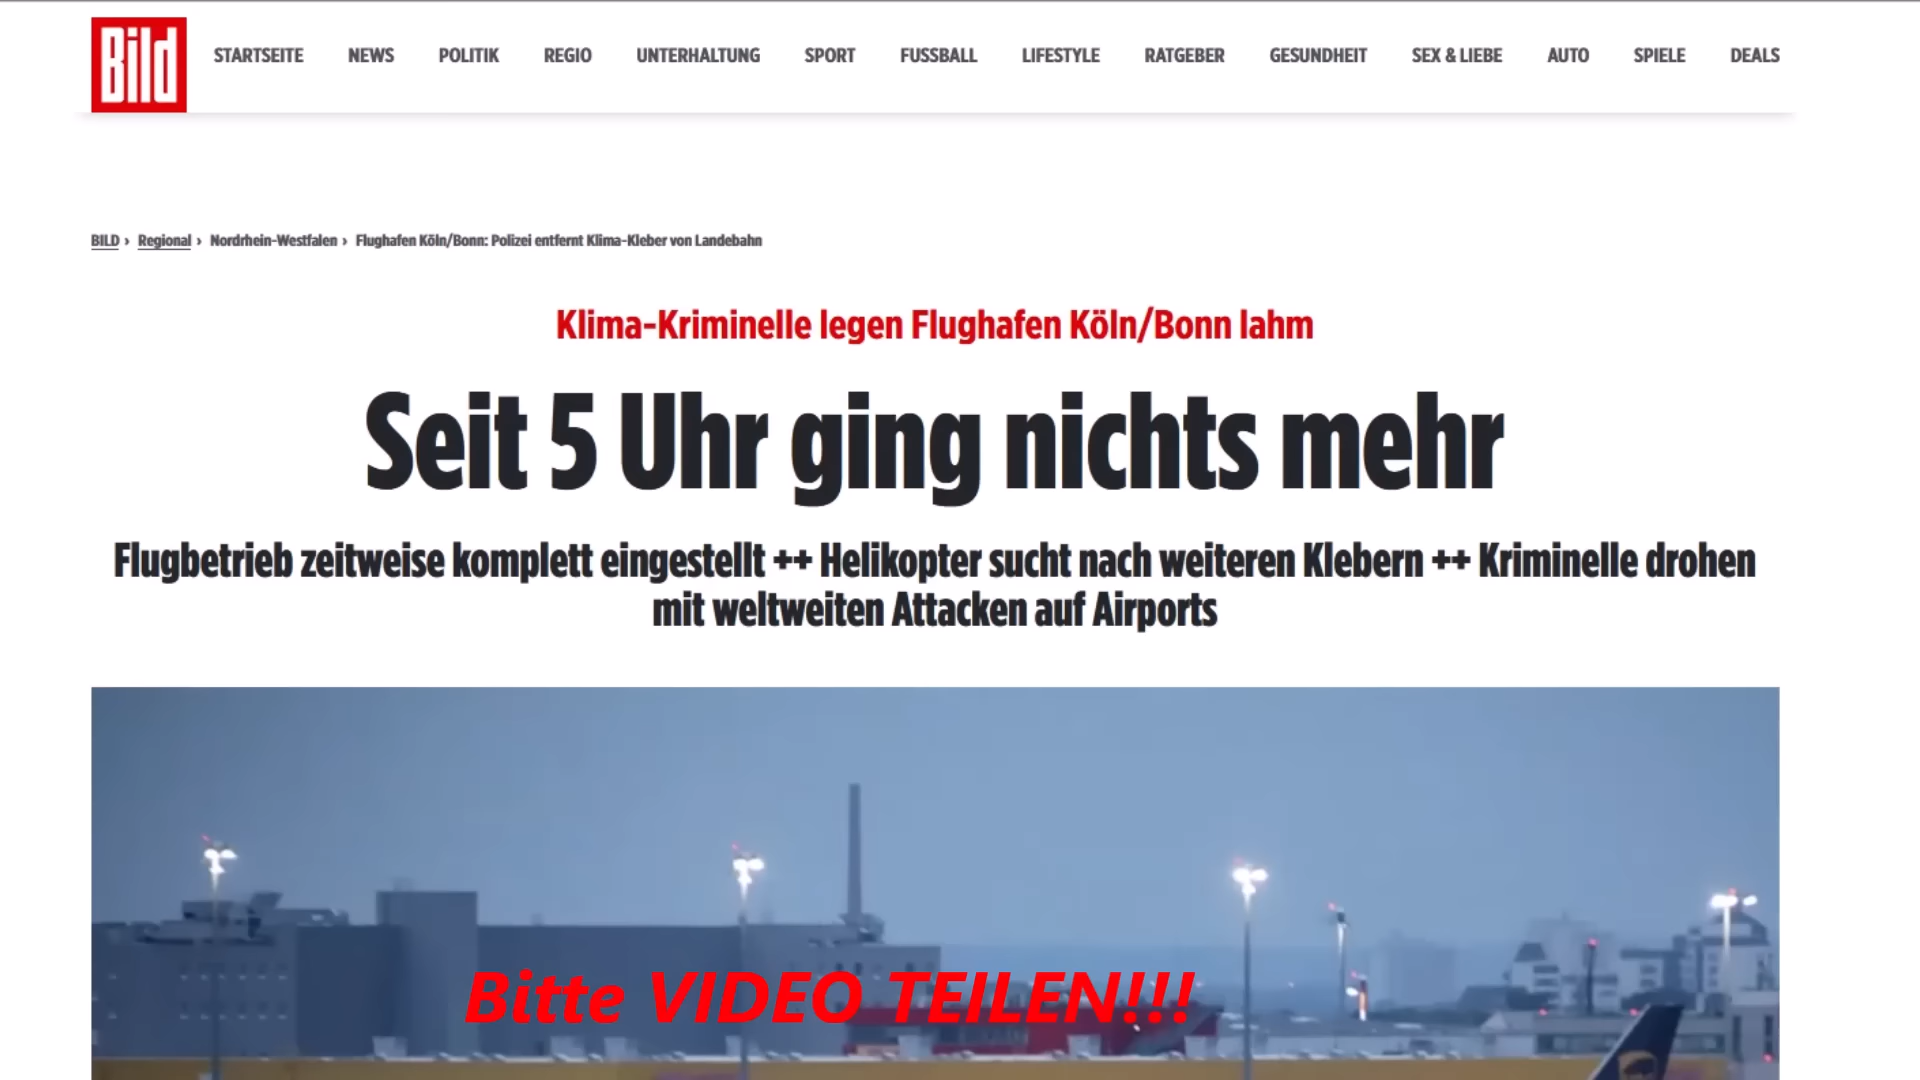 Bild STARTSEITE NEWS POLITIK REGIO UNTERHALTUNG SPORT FUSSBALL LIFESTYLE RATGEBER GESUNDHEIT SEX & LIEBE AUTO SPIELE DEALS
BILD › Regional › Nordrhein-Westfalen › Flughafen Köln/Bonn: Polizei entfernt Klima-Kleber von Landebahn
Klima-Kriminelle legen Flughafen Köln/Bonn lahm
Seit 5 Uhr ging nichts mehr
Flugbetrieb zeitweise komplett eingestellt ++ Helikopter sucht nach weiteren Klebern ++ Kriminelle drohen
mit weltweiten Attacken auf Airports
Bitte VIDEO TEILEN!!!